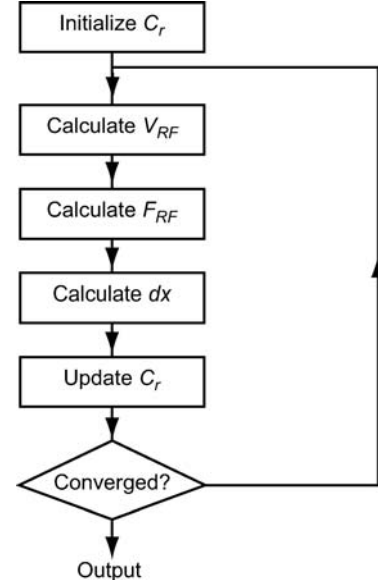 Initialize C_r
Calculate V_RF
Calculate F_RF
Calculate dx
Update C_r
Converged?
Output